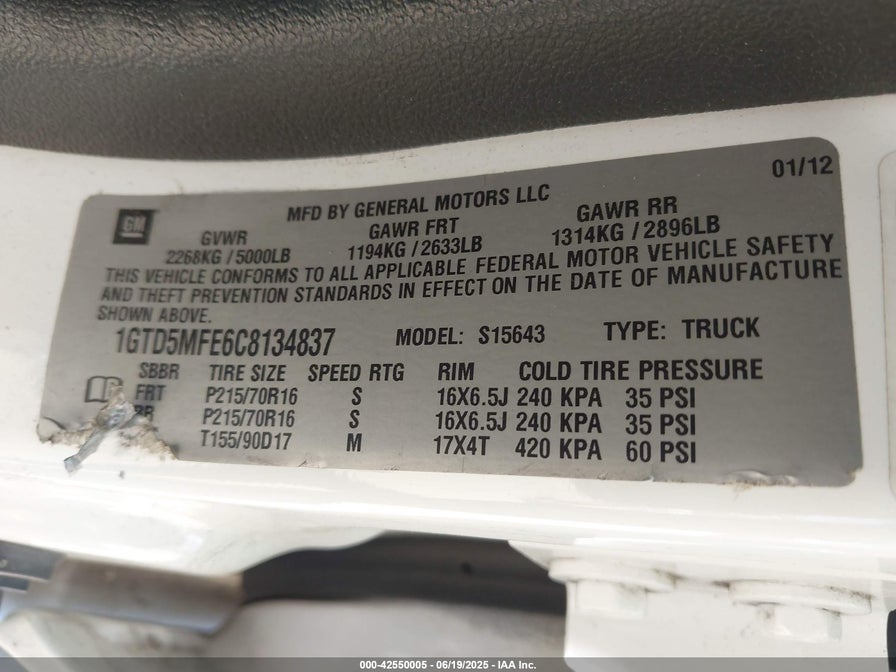 01/12
GM
MFD BY GENERAL MOTORS LLC
GVWR GAWR FRT GAWR RR
2268KG / 5000LB 1194KG / 2633LB 1314KG / 2896LB
THIS VEHICLE CONFORMS TO ALL APPLICABLE FEDERAL MOTOR VEHICLE SAFETY
AND THEFT PREVENTION STANDARDS IN EFFECT ON THE DATE OF MANUFACTURE
SHOWN ABOVE.
1GTD5MFE6C8134837 MODEL: S15643 TYPE: TRUCK
SBBR TIRE SIZE SPEED RTG RIM COLD TIRE PRESSURE
FRT P215/70R16 S 16X6.5J 240 KPA 35 PSI
RR P215/70R16 S 16X6.5J 240 KPA 35 PSI
T155/90D17 M 17X4T 420 KPA 60 PSI
000-42550005 - 06/19/2025 - IAA Inc.